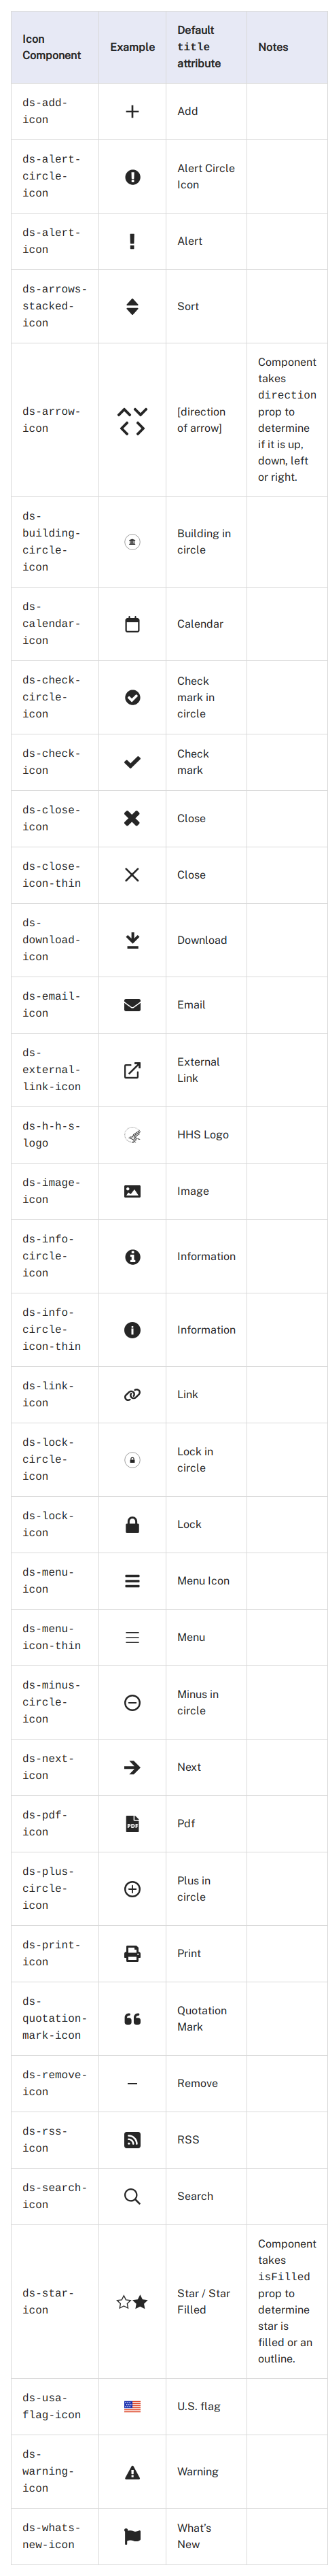 Icon Component
Example
Default title attribute
Notes
ds-add-icon
Add
ds-alert-circle-icon
Alert Circle Icon
ds-alert-icon
Alert
ds-arrows-stacked-icon
Sort
ds-arrow-icon
[direction of arrow]
Component takes direction prop to determine if it is up, down, left or right.
ds-building-circle-icon
Building in circle
ds-calendar-icon
Calendar
ds-check-circle-icon
Check mark in circle
ds-check-icon
Check mark
ds-close-icon
Close
ds-close-icon-thin
Close
ds-download-icon
Download
ds-email-icon
Email
ds-external-link-icon
External Link
ds-h-h-s-logo
HHS Logo
ds-image-icon
Image
ds-info-circle-icon
Information
ds-info-circle-icon-thin
Information
ds-link-icon
Link
ds-lock-circle-icon
Lock in circle
ds-lock-icon
Lock
ds-menu-icon
Menu Icon
ds-menu-icon-thin
Menu
ds-minus-circle-icon
Minus in circle
ds-next-icon
Next
ds-pdf-icon
PDF
Pdf
ds-plus-circle-icon
Plus in circle
ds-print-icon
Print
ds-quotation-mark-icon
Quotation Mark
ds-remove-icon
Remove
ds-rss-icon
RSS
ds-search-icon
Search
ds-star-icon
Star / Star Filled
Component takes isFilled prop to determine star is filled or an outline.
ds-usa-flag-icon
U.S. flag
ds-warning-icon
Warning
ds-whats-new-icon
What's New